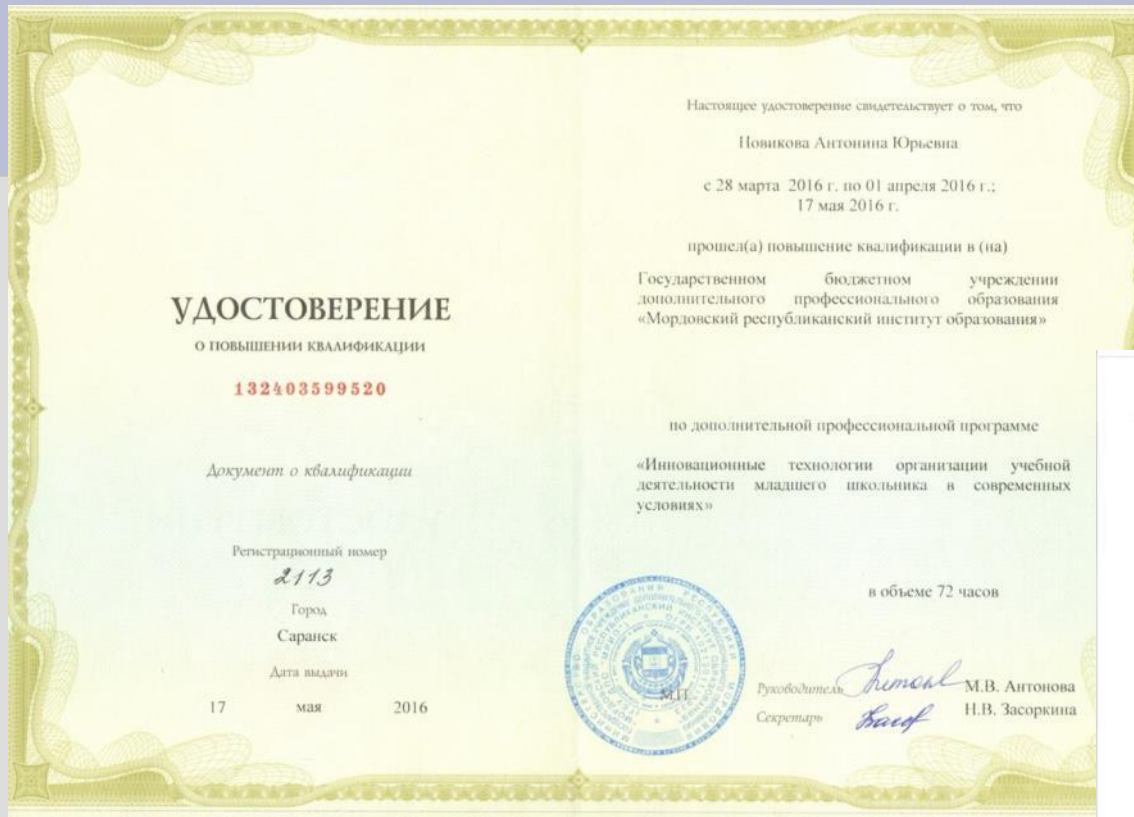 УДОСТОВЕРЕНИЕ
О ПОВЫШЕНИИ КВАЛИФИКАЦИИ
132403599520
Документ о квалификации
Регистрационный номер
2113
Город
Саранск
Дата выдачи
17 мая 2016
Настоящее удостоверение свидетельствует о том, что
Новикова Антонина Юрьевна
с 28 марта 2016 г. по 01 апреля 2016 г.;
17 мая 2016 г.
прошел(а) повышение квалификации в (на)
Государственном бюджетном учреждении
дополнительного профессионального образования
«Мордовский республиканский институт образования»
по дополнительной профессиональной программе
«Инновационные технологии организации учебной
деятельности младшего школьника в современных
условиях»
в объеме 72 часов
М.П.
Руководитель М.В. Антонова
Секретарь Н.В. Засоркина